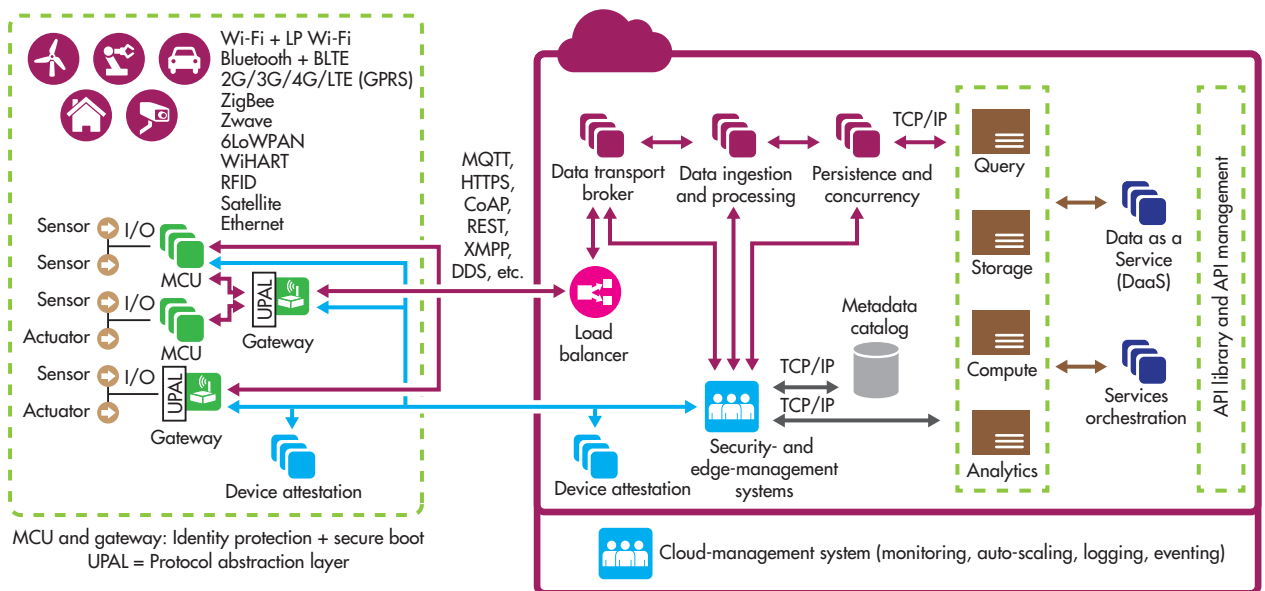 Wi-Fi + LP Wi-Fi
Bluetooth + BLTE
2G/3G/4G/LTE (GPRS)
ZigBee
Zwave
6LoWPAN
WiHART
RFID
Satellite
Ethernet
Sensor
I/O
Sensor
MCU
Sensor
I/O
Actuator
MCU
UPAL
Gateway
Sensor
I/O
Actuator
UPAL
Gateway
Device attestation
MCU and gateway: Identity protection + secure boot
UPAL = Protocol abstraction layer
MQTT,
HTTPS,
CoAP,
REST,
XMPP,
DDS, etc.
Data transport
broker
Data ingestion
and processing
Persistence and
concurrency
TCP/IP
Load
balancer
Metadata
catalog
TCP/IP
TCP/IP
Security- and
edge-management
systems
Device attestation
Query
Storage
Compute
Analytics
Data as a
Service
(DaaS)
Services
orchestration
API library and API management
Cloud-management system (monitoring, auto-scaling, logging, eventing)